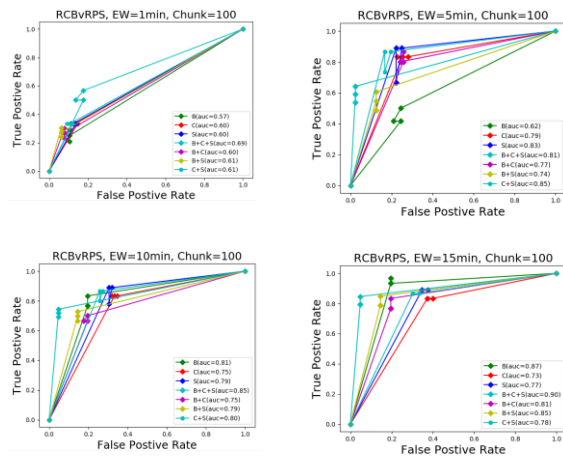 RCBvRPS, EW=1min, Chunk=100
True Postive Rate
1.0
0.8
0.6
0.4
0.2
0.0
B(auc=0.57)
C(auc=0.60)
S(auc=0.60)
B+C+S(auc=0.69)
B+C(auc=0.60)
B+S(auc=0.61)
C+S(auc=0.61)
0.0 0.2 0.4 0.6 0.8 1.0
False Postive Rate
RCBvRPS, EW=5min, Chunk=100
True Postive Rate
1.0
0.8
0.6
0.4
0.2
0.0
B(auc=0.62)
C(auc=0.79)
S(auc=0.83)
B+C+S(auc=0.81)
B+C(auc=0.77)
B+S(auc=0.74)
C+S(auc=0.85)
0.0 0.2 0.4 0.6 0.8 1.0
False Postive Rate
RCBvRPS, EW=10min, Chunk=100
True Postive Rate
1.0
0.8
0.6
0.4
0.2
0.0
B(auc=0.81)
C(auc=0.75)
S(auc=0.79)
B+C+S(auc=0.85)
B+C(auc=0.75)
B+S(auc=0.79)
C+S(auc=0.80)
0.0 0.2 0.4 0.6 0.8 1.0
False Postive Rate
RCBvRPS, EW=15min, Chunk=100
True Postive Rate
1.0
0.8
0.6
0.4
0.2
0.0
B(auc=0.87)
C(auc=0.73)
S(auc=0.77)
B+C+S(auc=0.90)
B+C(auc=0.81)
B+S(auc=0.85)
C+S(auc=0.78)
0.0 0.2 0.4 0.6 0.8 1.0
False Postive Rate